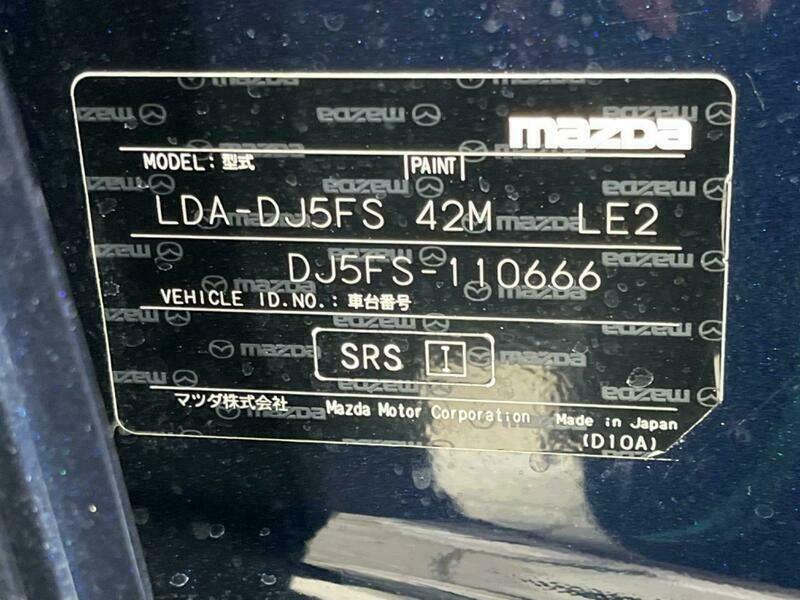 mazda
MODEL:型式 PAINT
LDA-DJ5FS 42M LE2
DJ5FS-110666
VEHICLE ID.NO.:車台番号
SRS I
マツダ株式会社 Mazda Motor Corporation Made in Japan
(D10A)